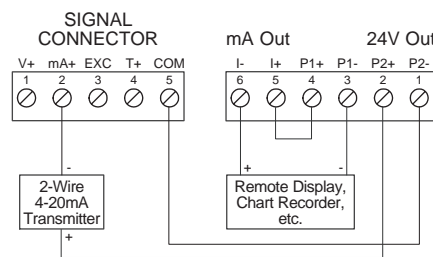 SIGNAL
CONNECTOR
V+ mA+ EXC T+ COM
1 2 3 4 5
mA Out 24V Out
I- I+ P1+ P1- P2+ P2-
6 5 4 3 2 1
-
2-Wire
4-20mA
Transmitter
+
+ -
Remote Display,
Chart Recorder,
etc.